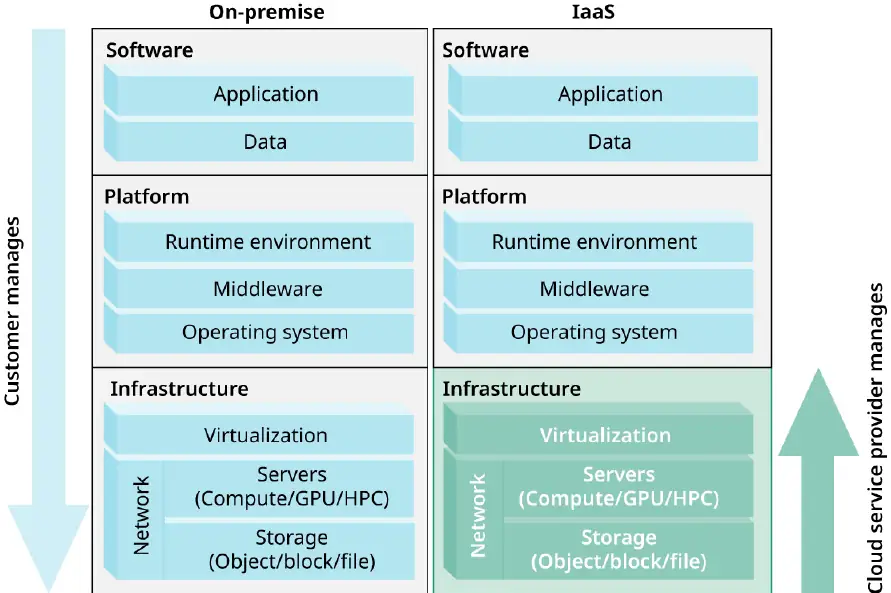 On-premise
IaaS
Customer manages
Software
Application
Data
Platform
Runtime environment
Middleware
Operating system
Infrastructure
Virtualization
Network
Servers
(Compute/GPU/HPC)
Storage
(Object/block/file)
Software
Application
Data
Platform
Runtime environment
Middleware
Operating system
Infrastructure
Virtualization
Network
Servers
(Compute/GPU/HPC)
Storage
(Object/block/file)
Cloud service provider manages